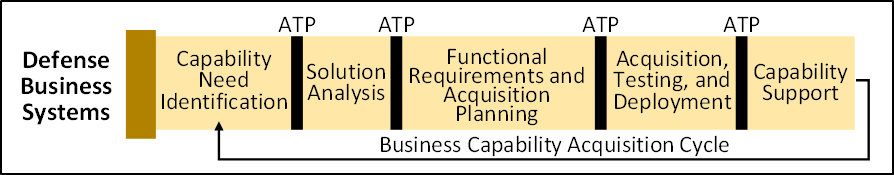 ATP ATP ATP ATP
Defense
Business
Systems
Capability
Need
Identification
Solution
Analysis
Functional
Requirements and
Acquisition
Planning
Acquisition,
Testing, and
Deployment
Capability
Support
Business Capability Acquisition Cycle